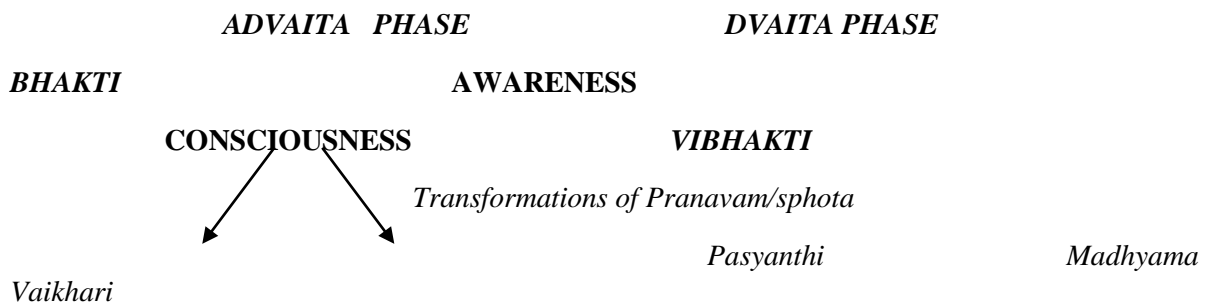 ADVAITA PHASE DVAITA PHASE
BHAKTI AWARENESS
CONSCIOUSNESS VIBHAKTI
Transformations of Pranavam/sphota
Pasyanthi Madhyama
Vaikhari